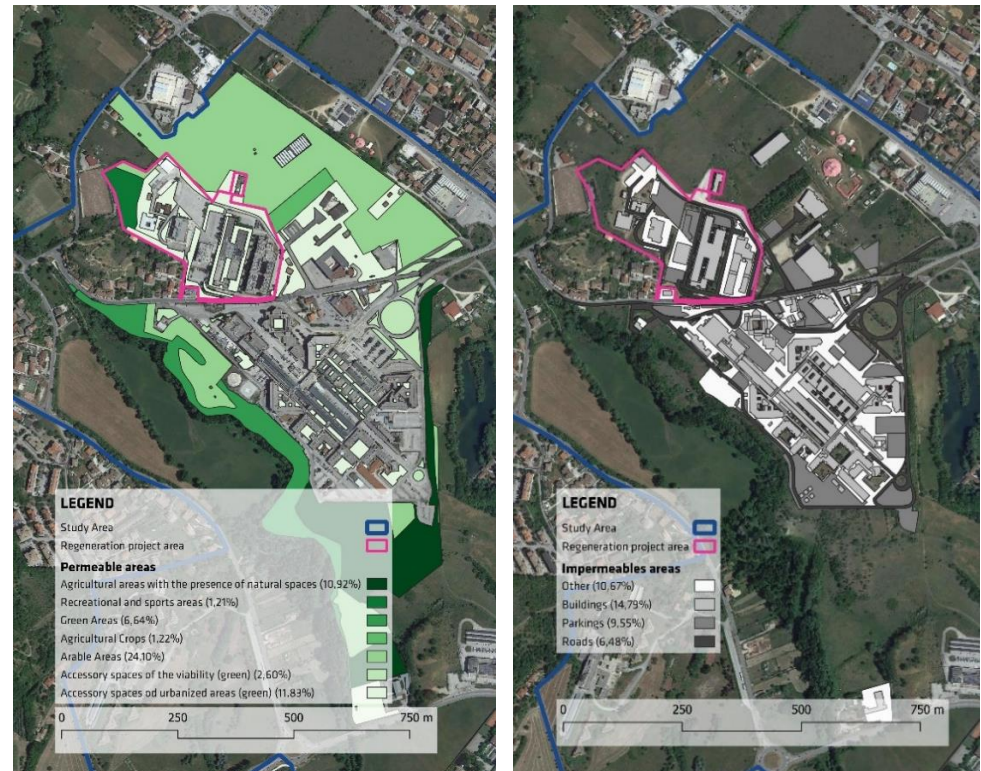 LEGEND
Study Area
Regeneration project area
Permeable areas
Agricultural areas with the presence of natural spaces (10,92%)
Recreational and sports areas (1,21%)
Green Areas (6,64%)
Agricultural Crops (1,22%)
Arable Areas (24,10%)
Accessory spaces of the viability (green) (2,60%)
Accessory spaces od urbanized areas (green) (11,83%)
0 250 500 750 m
LEGEND
Study Area
Regeneration project area
Impermeables areas
Other (10,67%)
Buildings (14,79%)
Parkings (9,55%)
Roads (6,48%)
0 250 500 750 m